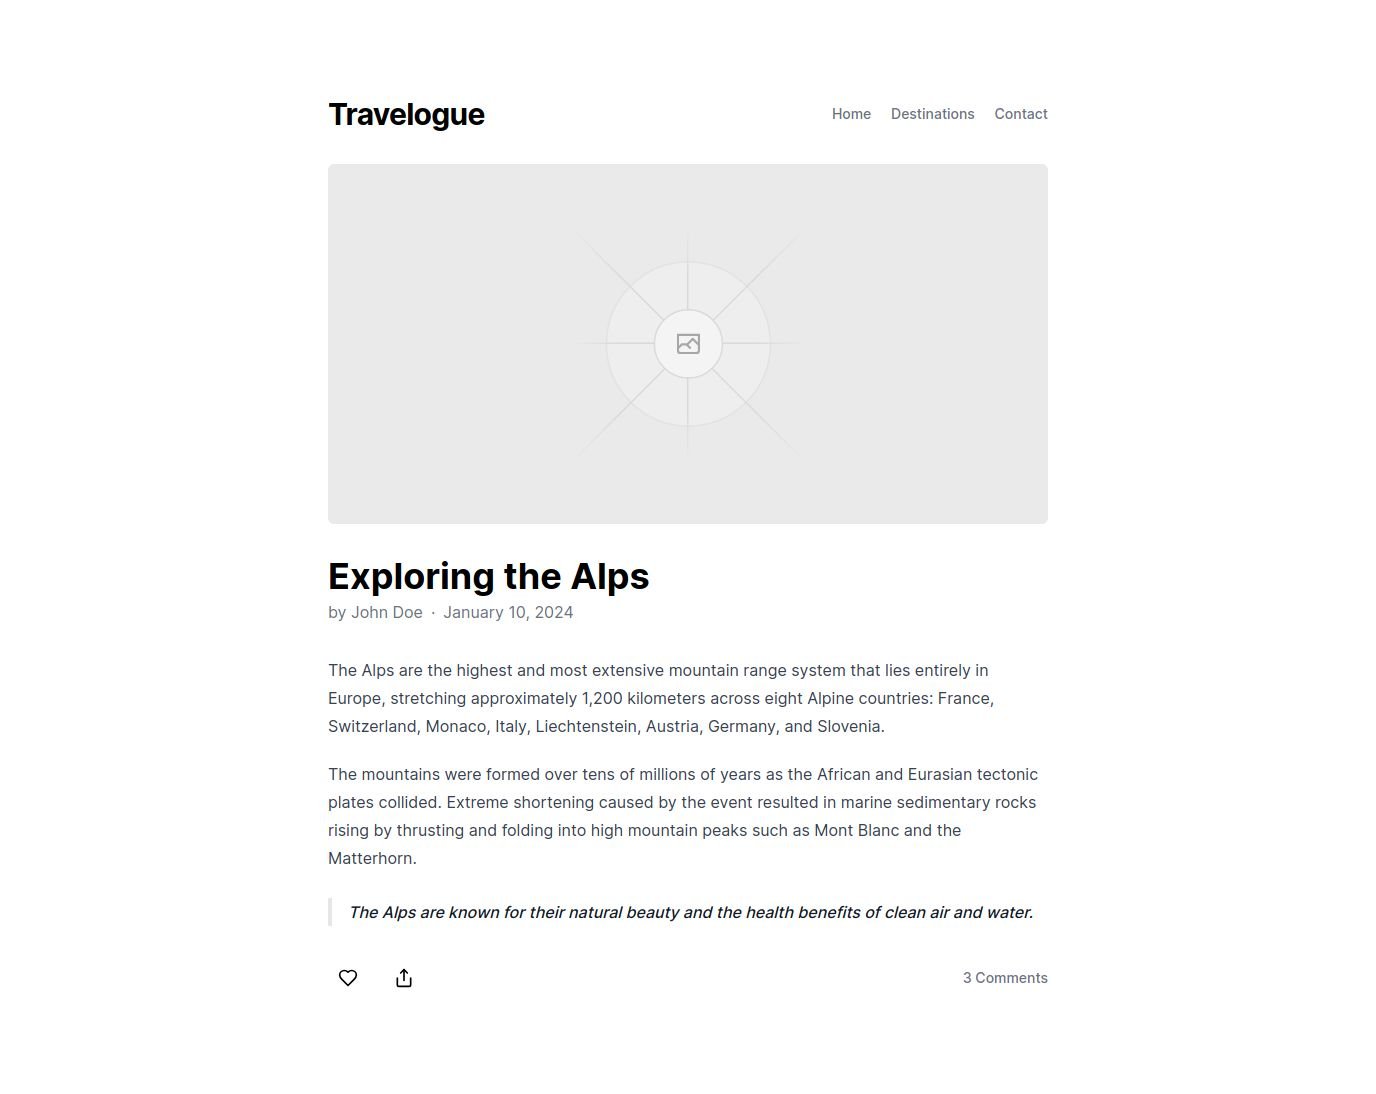 Travelogue
Home Destinations Contact
Exploring the Alps
by John Doe · January 10, 2024
The Alps are the highest and most extensive mountain range system that lies entirely in
Europe, stretching approximately 1,200 kilometers across eight Alpine countries: France,
Switzerland, Monaco, Italy, Liechtenstein, Austria, Germany, and Slovenia.
The mountains were formed over tens of millions of years as the African and Eurasian tectonic
plates collided. Extreme shortening caused by the event resulted in marine sedimentary rocks
rising by thrusting and folding into high mountain peaks such as Mont Blanc and the
Matterhorn.
The Alps are known for their natural beauty and the health benefits of clean air and water.
3 Comments